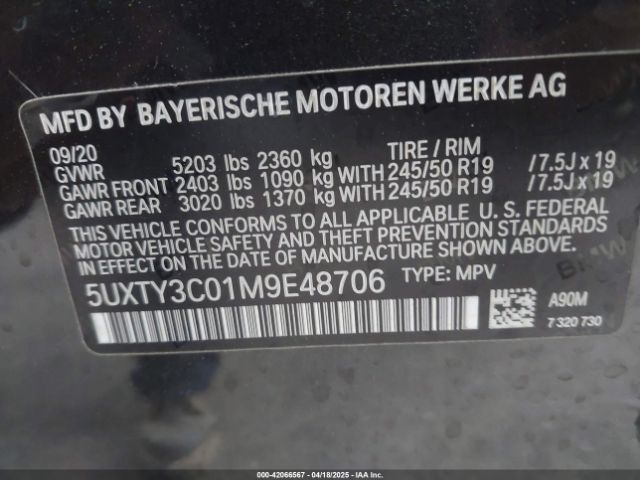 MFD BY BAYERISCHE MOTOREN WERKE AG
09/20
GVWR 5203 lbs 2360 kg TIRE / RIM
GAWR FRONT 2403 lbs 1090 kg WITH 245/50 R19 /7.5J x 19
GAWR REAR 3020 lbs 1370 kg WITH 245/50 R19 /7.5J x 19
THIS VEHICLE CONFORMS TO ALL APPLICABLE U. S. FEDERAL
MOTOR VEHICLE SAFETY AND THEFT PREVENTION STANDARDS
IN EFFECT ON THE DATE OF MANUFACTURE SHOWN ABOVE.
5UXTY3C01M9E48706 TYPE: MPV
A90M
7 320 730
000-42066567 - 04/18/2025 - IAAI.COM